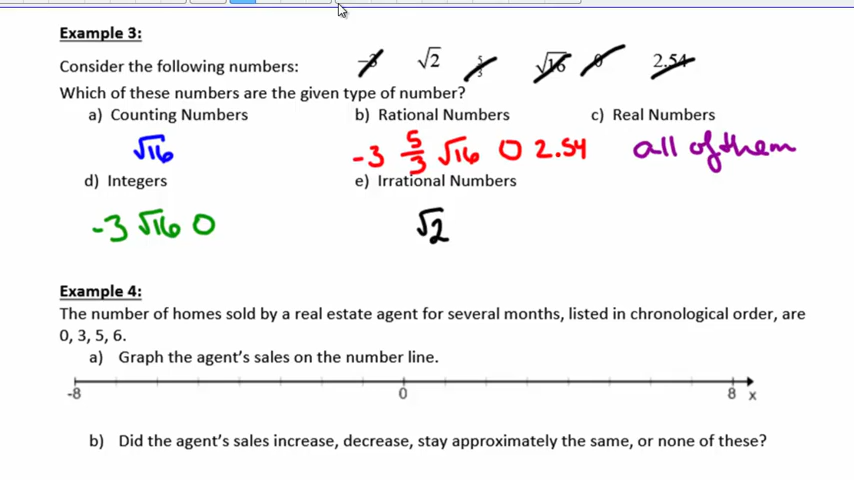 Example 3:
Consider the following numbers: -3 √2 5/3 √16 0 2.54
Which of these numbers are the given type of number?
a) Counting Numbers b) Rational Numbers c) Real Numbers
√16 -3 5/3 √16 0 2.54 all of them
d) Integers e) Irrational Numbers
-3 √16 0 √2
Example 4:
The number of homes sold by a real estate agent for several months, listed in chronological order, are
0, 3, 5, 6.
a) Graph the agent's sales on the number line.
-8 0 8 x
b) Did the agent's sales increase, decrease, stay approximately the same, or none of these?